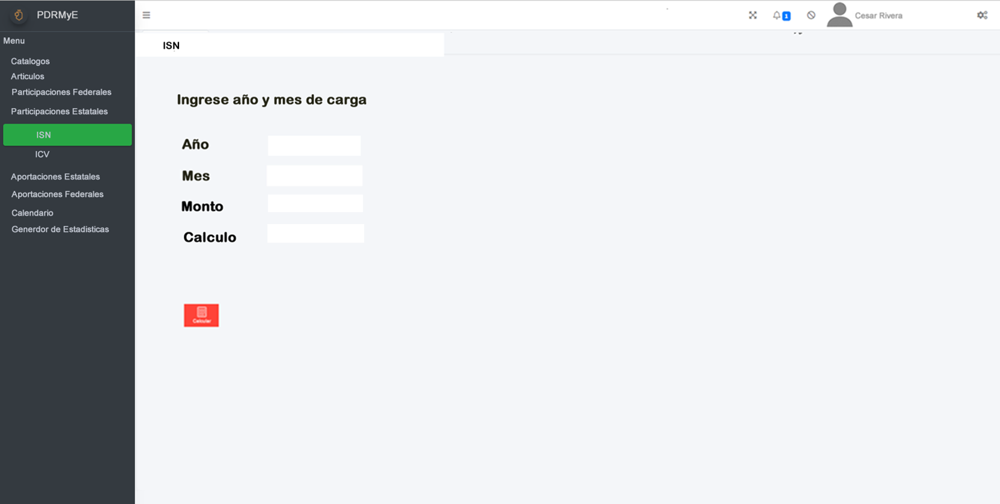 PDRMyE
1
Cesar Rivera
Menu
ISN
Catalogos
Articulos
Participaciones Federales
Participaciones Estatales
ISN
ICV
Aportaciones Estatales
Aportaciones Federales
Calendario
Generdor de Estadisticas
Ingrese año y mes de carga
Año
Mes
Monto
Calculo
Calcular